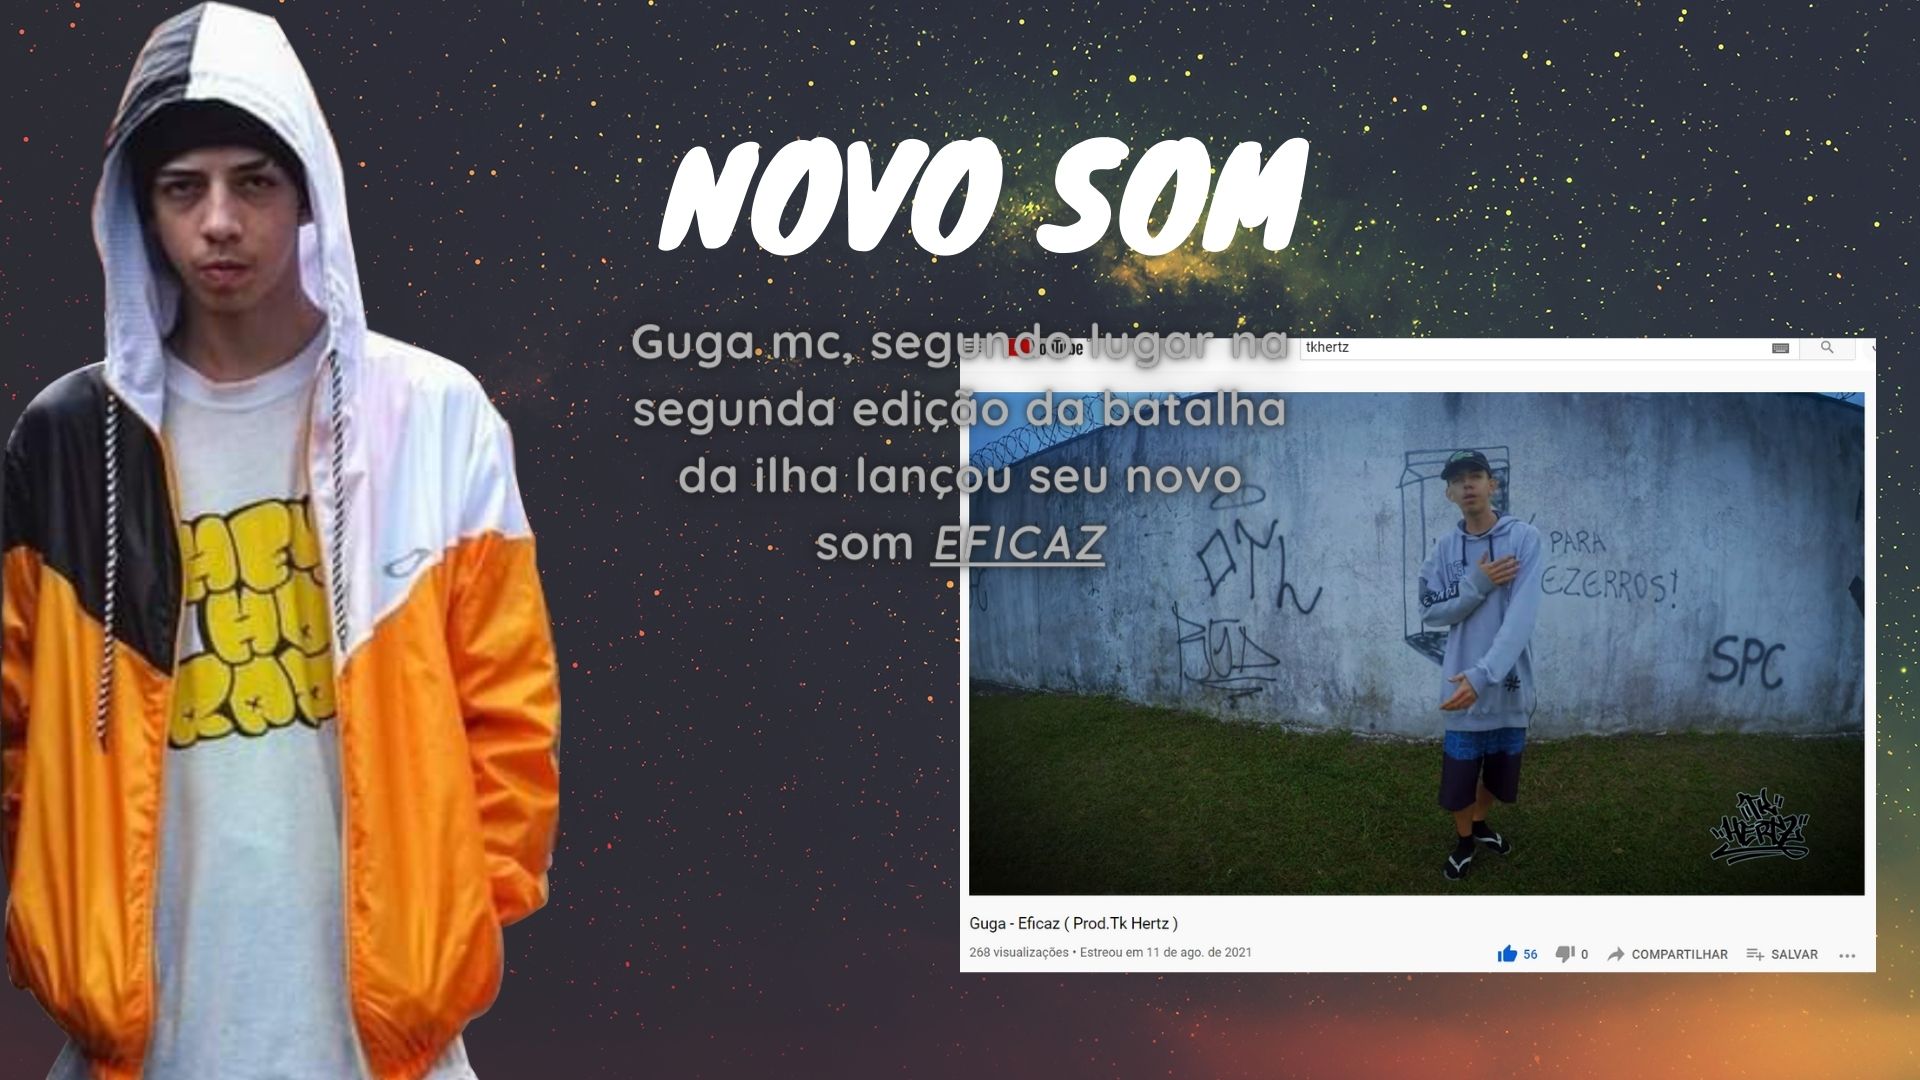 NOVO SOM
Guga mc, segundo lugar na
segunda edição da batalha
da ilha lançou seu novo
som EFICAZ
tkhertz
PARA
EZERROS!
SPC
TK
HERTZ
Guga - Eficaz ( Prod.Tk Hertz )
268 visualizações • Estreou em 11 de ago. de 2021
56 0 COMPARTILHAR SALVAR